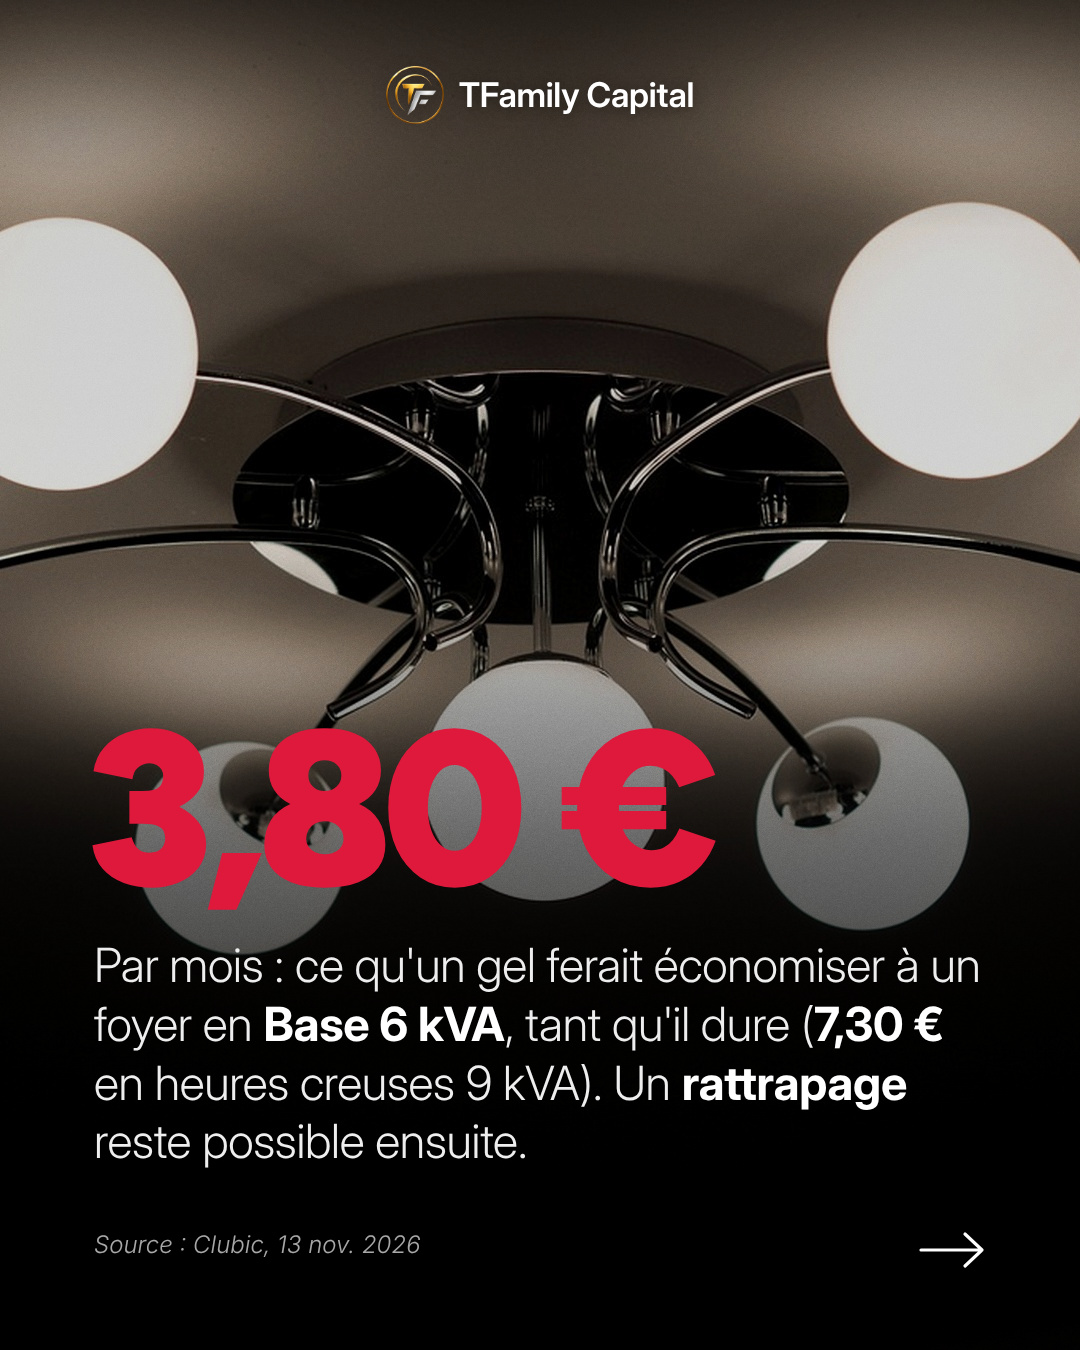 TF TFamily Capital
3,80 €
Par mois : ce qu'un gel ferait économiser à un
foyer en Base 6 kVA, tant qu'il dure (7,30 €
en heures creuses 9 kVA). Un rattrapage
reste possible ensuite.
Source : Clubic, 13 nov. 2026